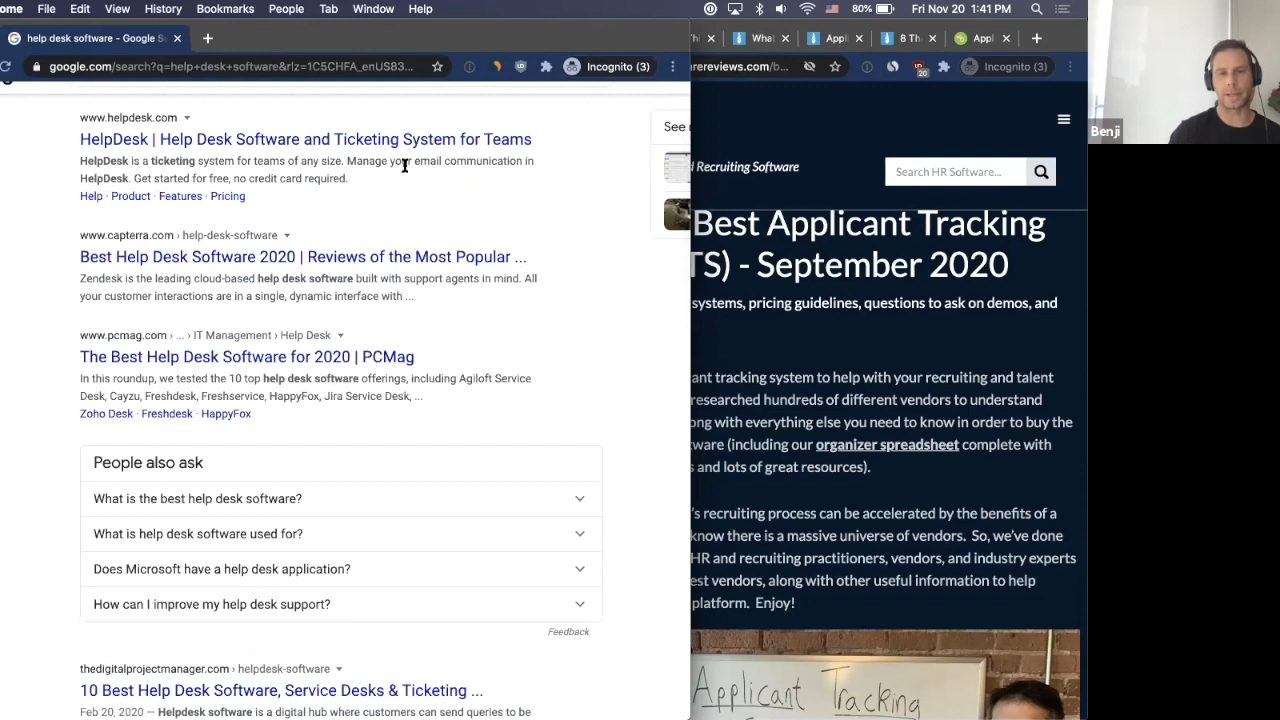 ome File Edit View History Bookmarks People Tab Window Help 80% Fri Nov 20 1:41 PM
help desk software - Google S
Wha
Appli
8 Th
Appl
google.com/search?q=help+desk+software&rlz=1C5CHFA_enUS83...
Incognito (3)
rereviews.com/b...
20
Incognito (3)
www.helpdesk.com
HelpDesk | Help Desk Software and Ticketing System for Teams
HelpDesk is a ticketing system for teams of any size. Manage your email communication in
HelpDesk. Get started for free, no credit card required.
Help · Product · Features · Pricing
www.capterra.com › help-desk-software
Best Help Desk Software 2020 | Reviews of the Most Popular ...
Zendesk is the leading cloud-based help desk software built with support agents in mind. All
your customer interactions are in a single, dynamic interface with ...
www.pcmag.com › ... › IT Management › Help Desk
The Best Help Desk Software for 2020 | PCMag
In this roundup, we tested the 10 top help desk software offerings, including Agiloft Service
Desk, Cayzu, Freshdesk, Freshservice, HappyFox, Jira Service Desk, ...
Zoho Desk · Freshdesk · HappyFox
People also ask
What is the best help desk software?
What is help desk software used for?
Does Microsoft have a help desk application?
How can I improve my help desk support?
Feedback
thedigitalprojectmanager.com › helpdesk-software
10 Best Help Desk Software, Service Desks & Ticketing ...
Feb 20, 2020 — Helpdesk software is a digital hub where customers can send queries to be
See
d Recruiting Software
Search HR Software...
Best Applicant Tracking
TS) - September 2020
systems, pricing guidelines, questions to ask on demos, and
ant tracking system to help with your recruiting and talent
researched hundreds of different vendors to understand
ong with everything else you need to know in order to buy the
tware (including our organizer spreadsheet complete with
s and lots of great resources).
's recruiting process can be accelerated by the benefits of a
know there is a massive universe of vendors. So, we've done
HR and recruiting practitioners, vendors, and industry experts
est vendors, along with other useful information to help
platform. Enjoy!
Applicant Tracking
Benji